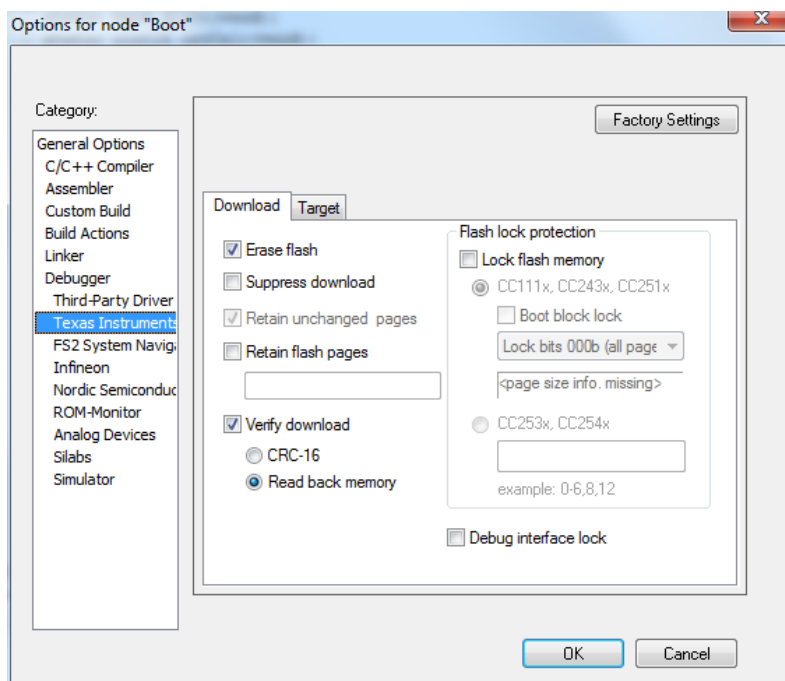 Options for node "Boot"
X
Category:
General Options
C/C++ Compiler
Assembler
Custom Build
Build Actions
Linker
Debugger
Third-Party Driver
Texas Instruments
FS2 System Naviga
Infineon
Nordic Semiconduc
ROM-Monitor
Analog Devices
Silabs
Simulator
Factory Settings
Download
Target
Erase flash
Suppress download
Retain unchanged pages
Retain flash pages
Verify download
CRC-16
Read back memory
Flash lock protection
Lock flash memory
CC111x, CC243x, CC251x
Boot block lock
Lock bits 000b (all page
<page size info. missing>
CC253x, CC254x
example: 0-6,8,12
Debug interface lock
OK
Cancel